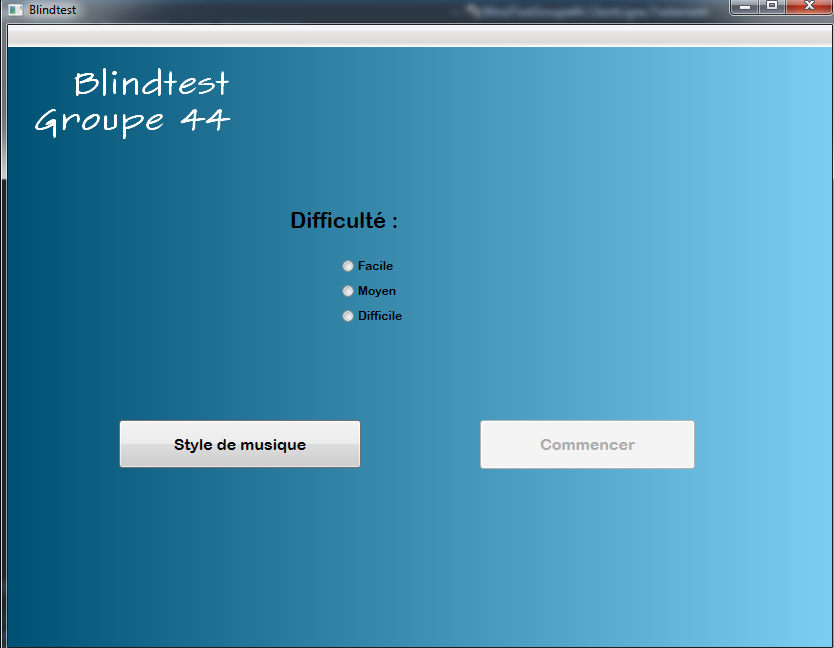 Blindtest
Blindtest
Groupe 44
Difficulté :
Facile
Moyen
Difficile
Style de musique
Commencer